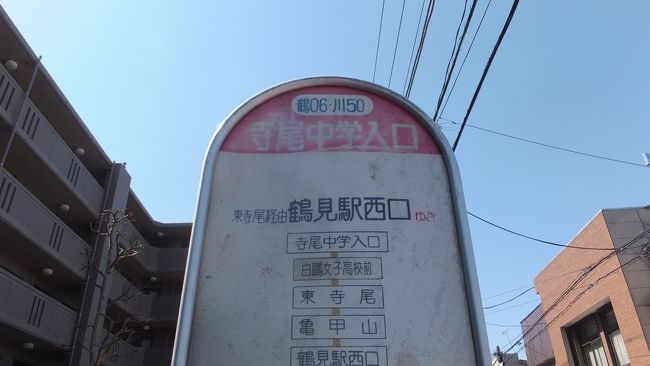 鶴06・川50
寺尾中学入口
東寺尾経由鶴見駅西口ゆき
寺尾中学入口
白鵬女子高校前
東寺尾
亀甲山
鶴見駅西口